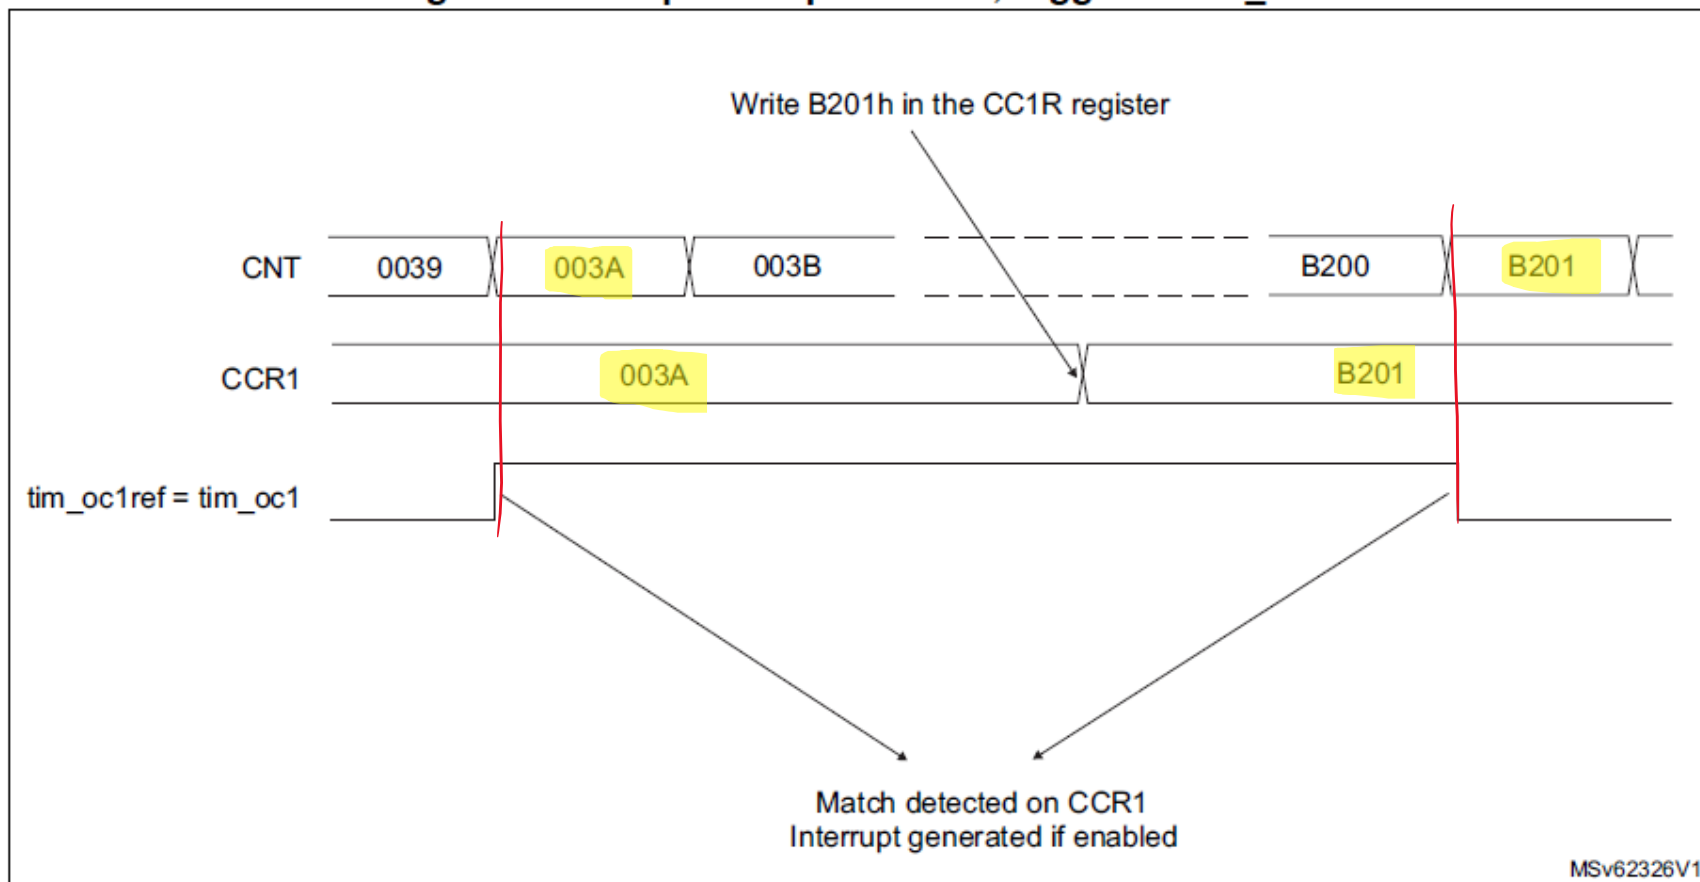 Write B201h in the CC1R register
CNT 0039 003A 003B B200 B201
CCR1 003A B201
tim_oc1ref = tim_oc1
Match detected on CCR1
Interrupt generated if enabled
MSv62326V1